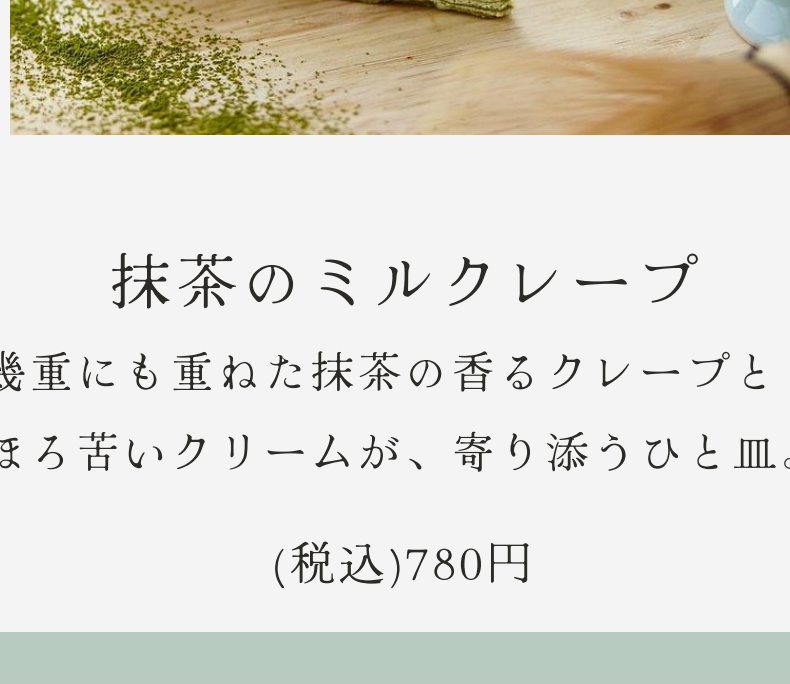 抹茶のミルクレープ
幾重にも重ねた抹茶の香るクレープと
ほろ苦いクリームが、寄り添うひと皿。
(税込)780円